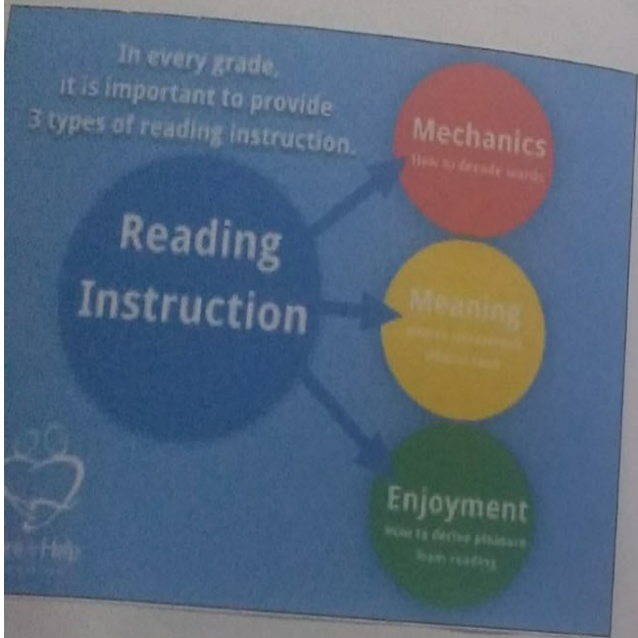 In every grade,
it is important to provide
3 types of reading instruction.
Reading
Instruction
Mechanics
How to decode words
Meaning
Enjoyment
How to derive pleasure
from reading
Help